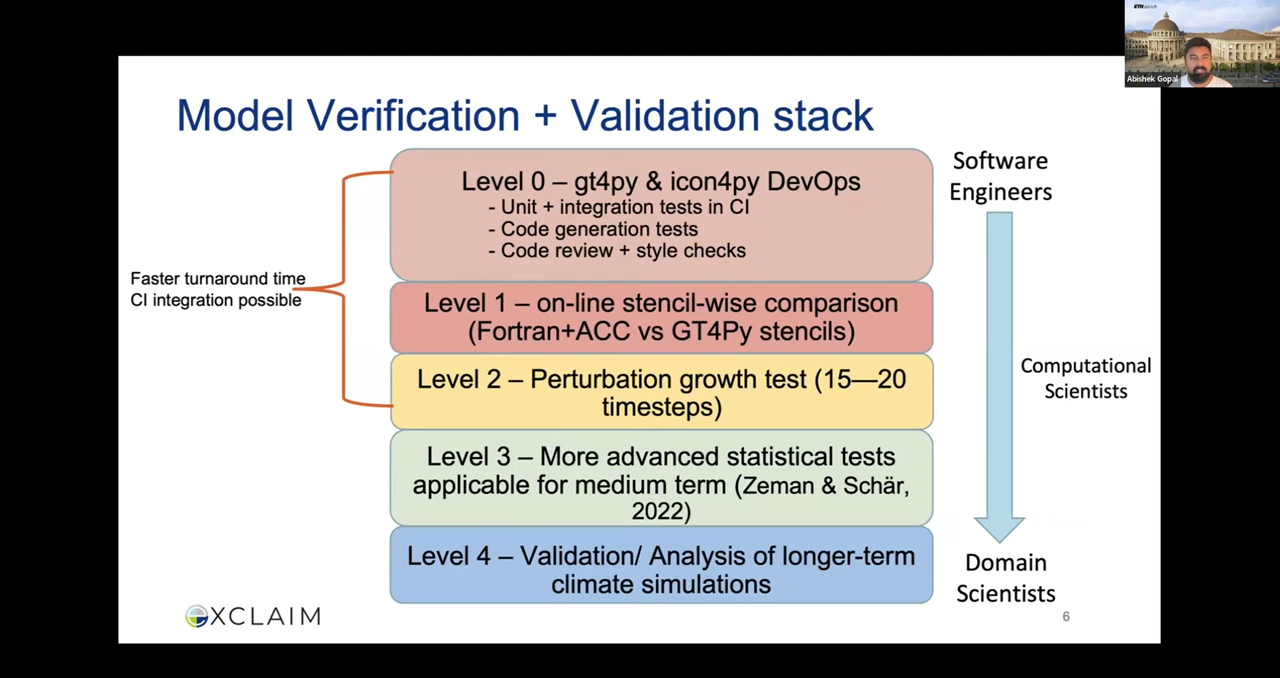 ETH zürich
Abishek Gopal
Model Verification + Validation stack
Level 0 – gt4py & icon4py DevOps
- Unit + integration tests in CI
- Code generation tests
- Code review + style checks
Level 1 – on-line stencil-wise comparison
(Fortran+ACC vs GT4Py stencils)
Level 2 – Perturbation growth test (15—20
timesteps)
Level 3 – More advanced statistical tests
applicable for medium term (Zeman & Schär,
2022)
Level 4 – Validation/ Analysis of longer-term
climate simulations
Faster turnaround time
CI integration possible
Software
Engineers
Computational
Scientists
Domain
Scientists
EXCLAIM
6